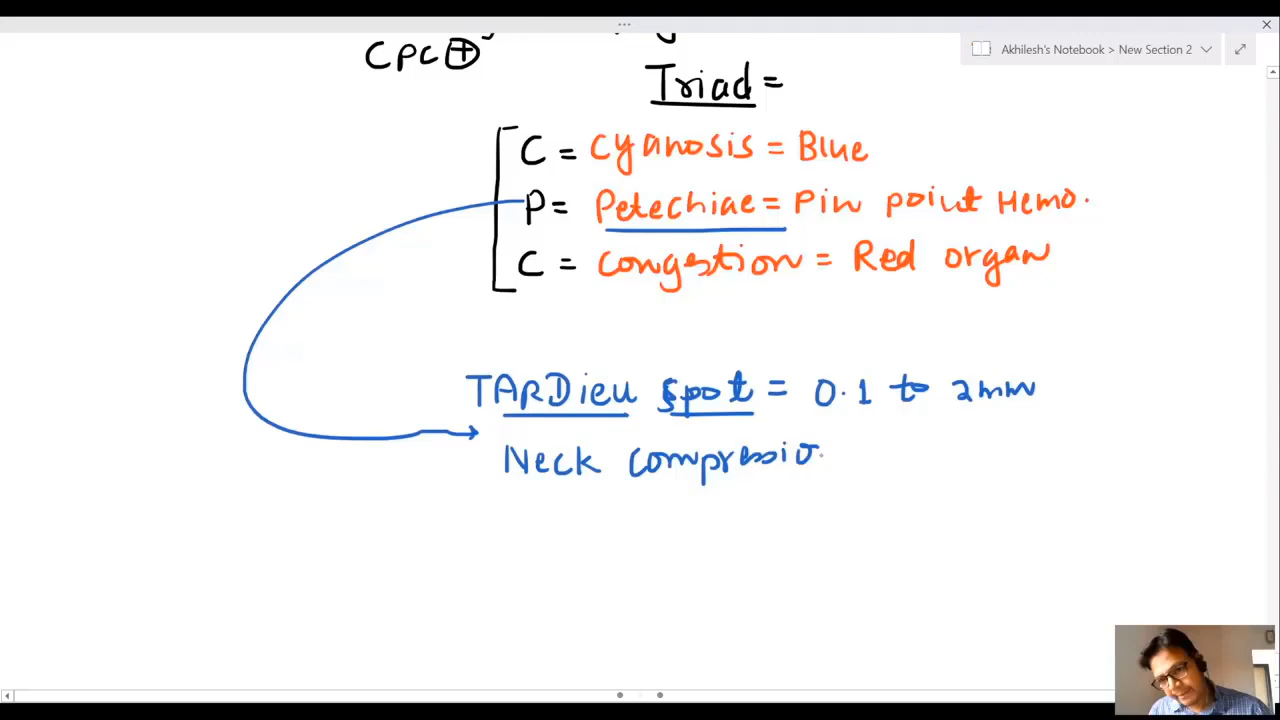 Akhilesh's Notebook > New Section 2
CPC⊕
Triad =
C = Cyanosis = Blue
P = Petechiae = Pin point Hemo.
C = Congestion = Red organ
TARDieu spot = 0.1 to 2mm
Neck compressio